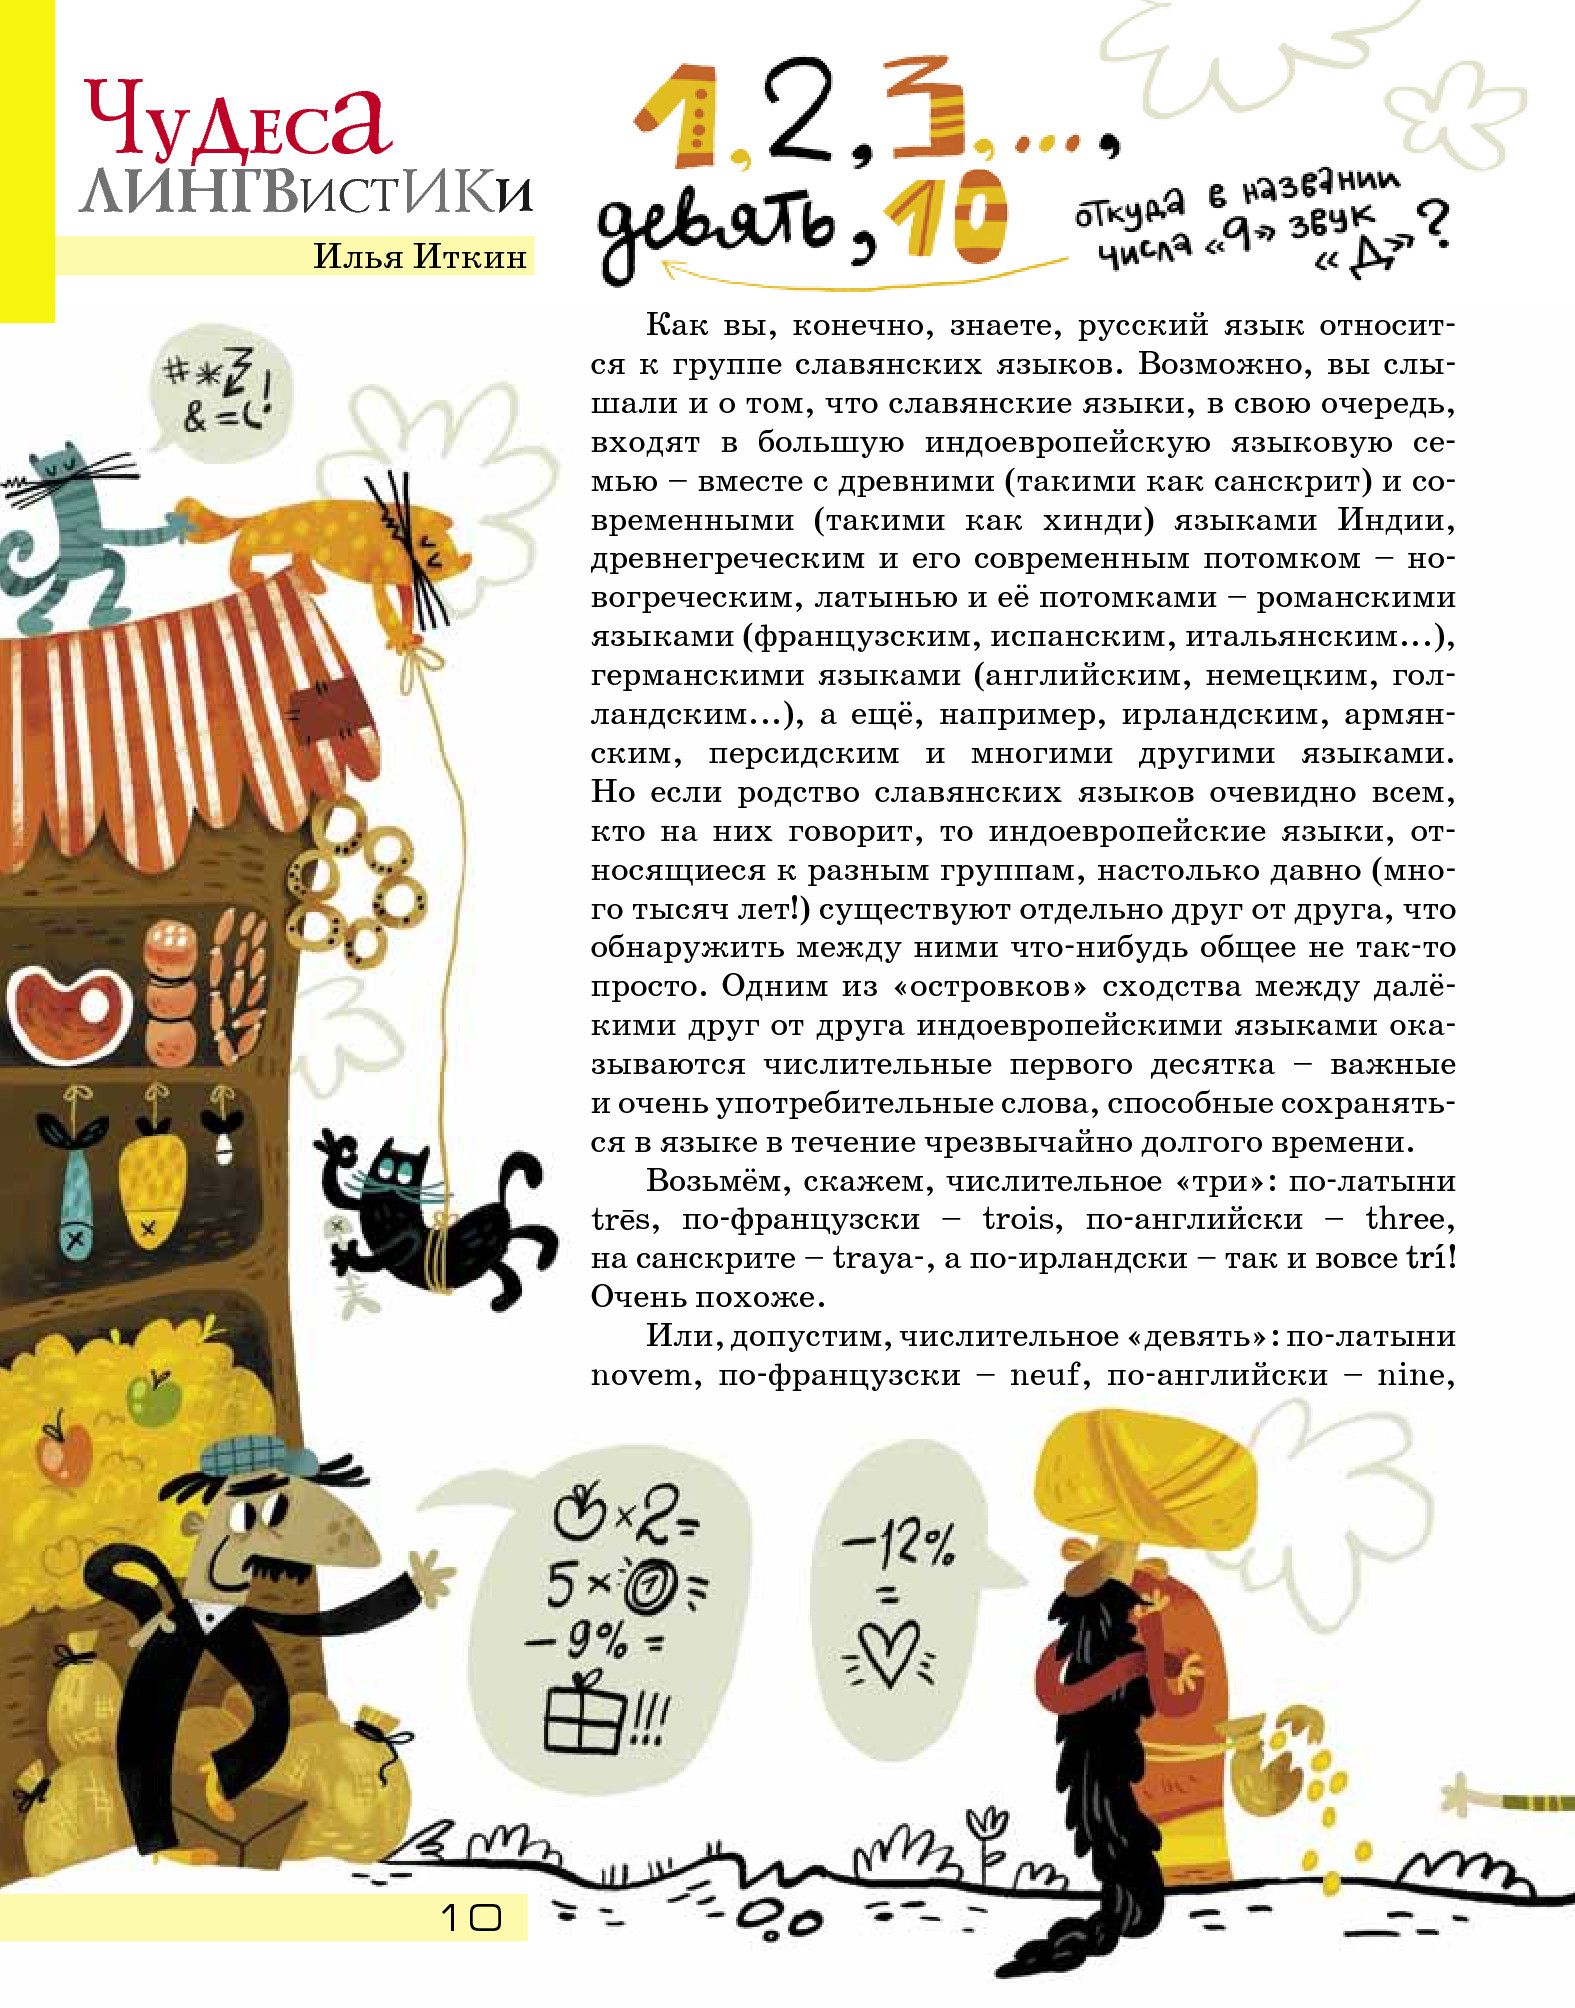 Чудеса
лингвистики
Илья Иткин
1, 2, 3, ...,
девять, 10
откуда в названии
числа «9» звук
«Д»?
Как вы, конечно, знаете, русский язык относит-
ся к группе славянских языков. Возможно, вы слы-
шали и о том, что славянские языки, в свою очередь,
входят в большую индоевропейскую языковую се-
мью – вместе с древними (такими как санскрит) и со-
временными (такими как хинди) языками Индии,
древнегреческим и его современным потомком – но-
вогреческим, латынью и её потомками – романскими
языками (французским, испанским, итальянским...),
германскими языками (английским, немецким, гол-
ландским...), а ещё, например, ирландским, армян-
ским, персидским и многими другими языками.
Но если родство славянских языков очевидно всем,
кто на них говорит, то индоевропейские языки, от-
носящиеся к разным группам, настолько давно (мно-
го тысяч лет!) существуют отдельно друг от друга, что
обнаружить между ними что-нибудь общее не так-то
просто. Одним из «островков» сходства между далё-
кими друг от друга индоевропейскими языками ока-
зываются числительные первого десятка – важные
и очень употребительные слова, способные сохранять-
ся в языке в течение чрезвычайно долгого времени.
Возьмём, скажем, числительное «три»: по-латыни
trēs, по-французски – trois, по-английски – three,
на санскрите – traya-, а по-ирландски – так и вовсе trí!
Очень похоже.
Или, допустим, числительное «девять»: по-латыни
novem, по-французски – neuf, по-английски – nine,
# * !
& = (
× 2 =
5 × 1 =
– 9% =
!!!
–12%
=
10